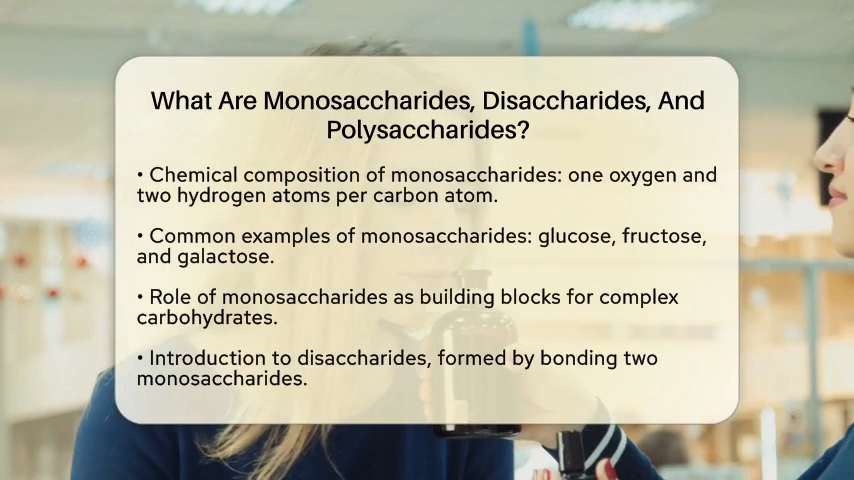 What Are Monosaccharides, Disaccharides, And
Polysaccharides?
• Chemical composition of monosaccharides: one oxygen and
two hydrogen atoms per carbon atom.
• Common examples of monosaccharides: glucose, fructose,
and galactose.
• Role of monosaccharides as building blocks for complex
carbohydrates.
• Introduction to disaccharides, formed by bonding two
monosaccharides.